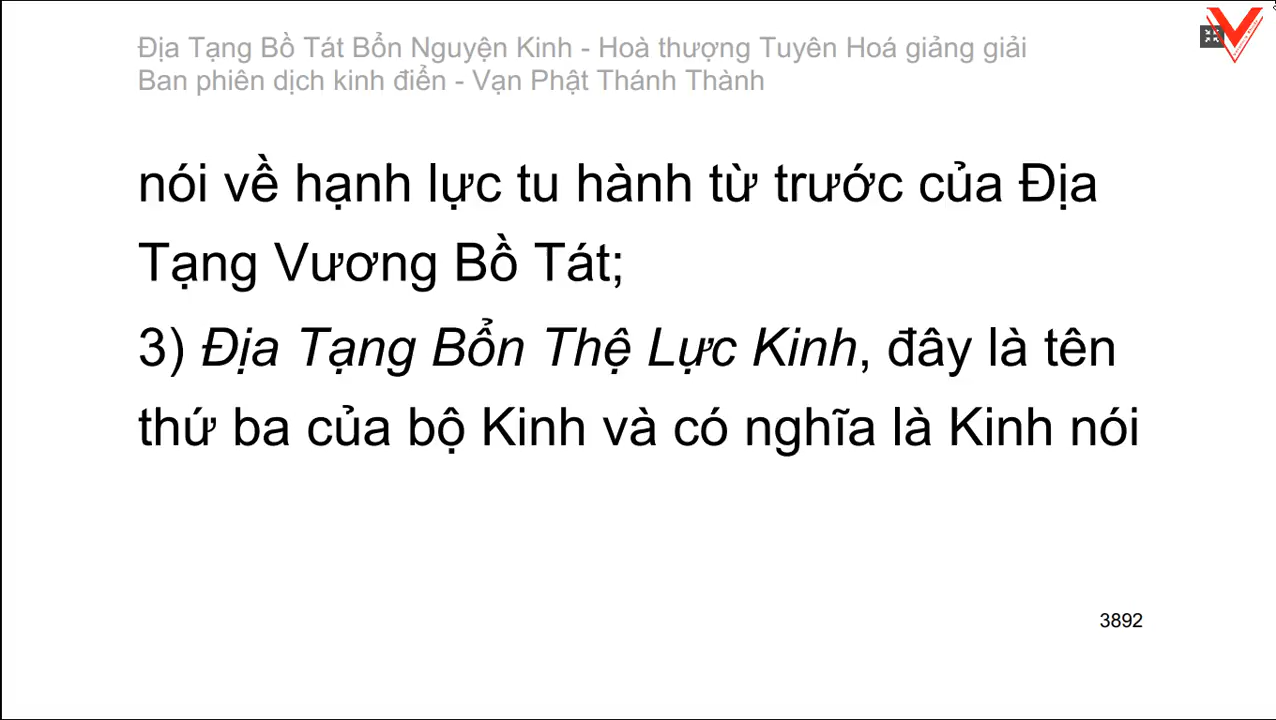 Địa Tạng Bồ Tát Bổn Nguyện Kinh - Hoà thượng Tuyên Hoá giảng giải
Ban phiên dịch kinh điển - Vạn Phật Thánh Thành
nói về hạnh lực tu hành từ trước của Địa
Tạng Vương Bồ Tát;
3) Địa Tạng Bổn Thệ Lực Kinh, đây là tên
thứ ba của bộ Kinh và có nghĩa là Kinh nói
3892